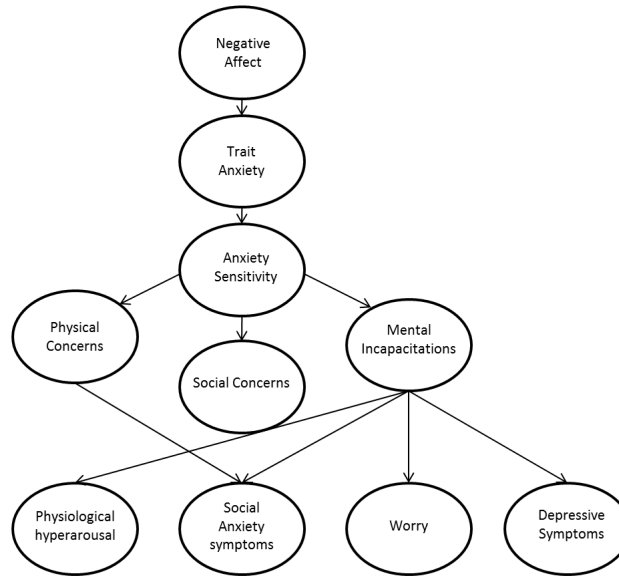 Negative
Affect
Trait
Anxiety
Anxiety
Sensitivity
Physical
Concerns
Social Concerns
Mental
Incapacitations
Physiological
hyperarousal
Social
Anxiety
symptoms
Worry
Depressive
Symptoms